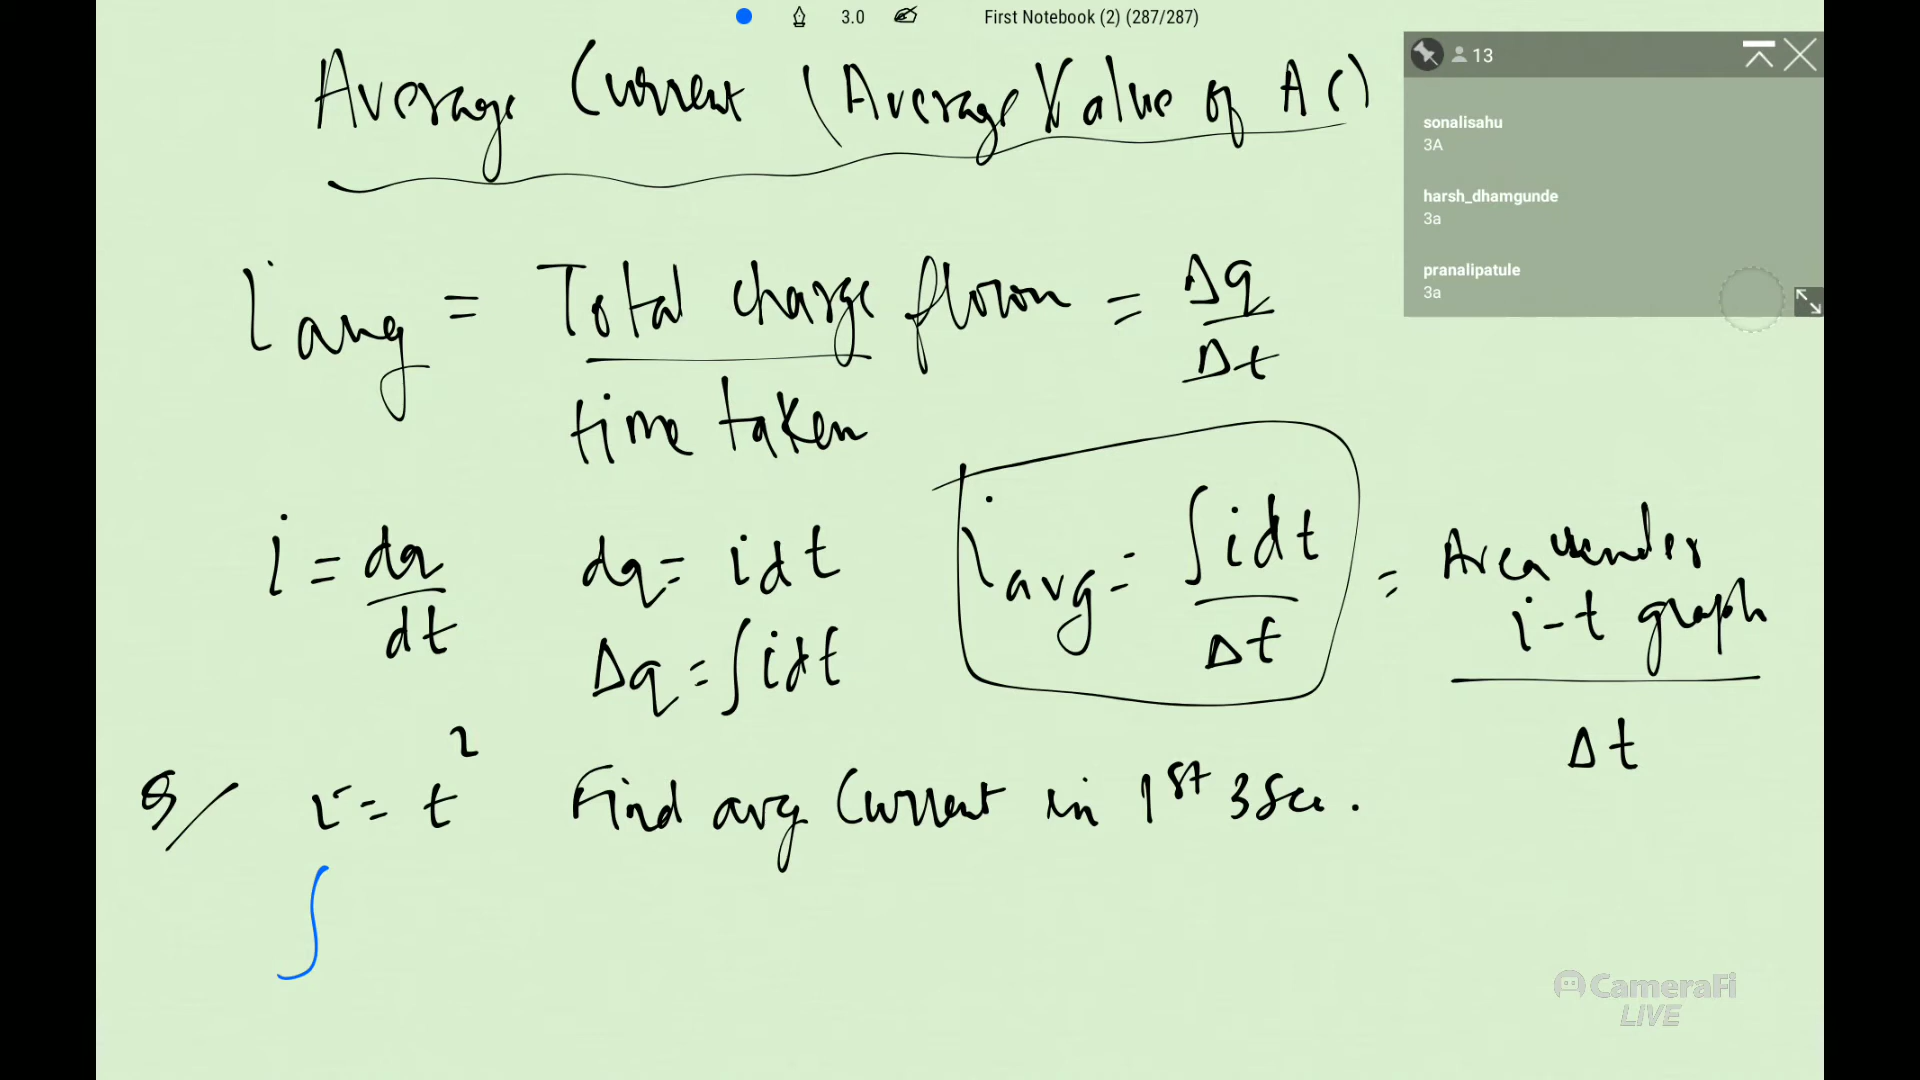 3.0 First Notebook (2) (287/287)
Average Current (Average Value of AC)
13
sonalisahu
3A
harsh_dhamgunde
3a
pranalipatule
3a
i avg = Total charge flown / time taken = Δq / Δt
i = dq / dt
dq = idt
Δq = ∫idt
i avg = ∫idt / Δt = Area under i-t graph / Δt
Q/ i = t² Find avg Current in 1st 3 Sec.
∫
CameraFi
LIVE